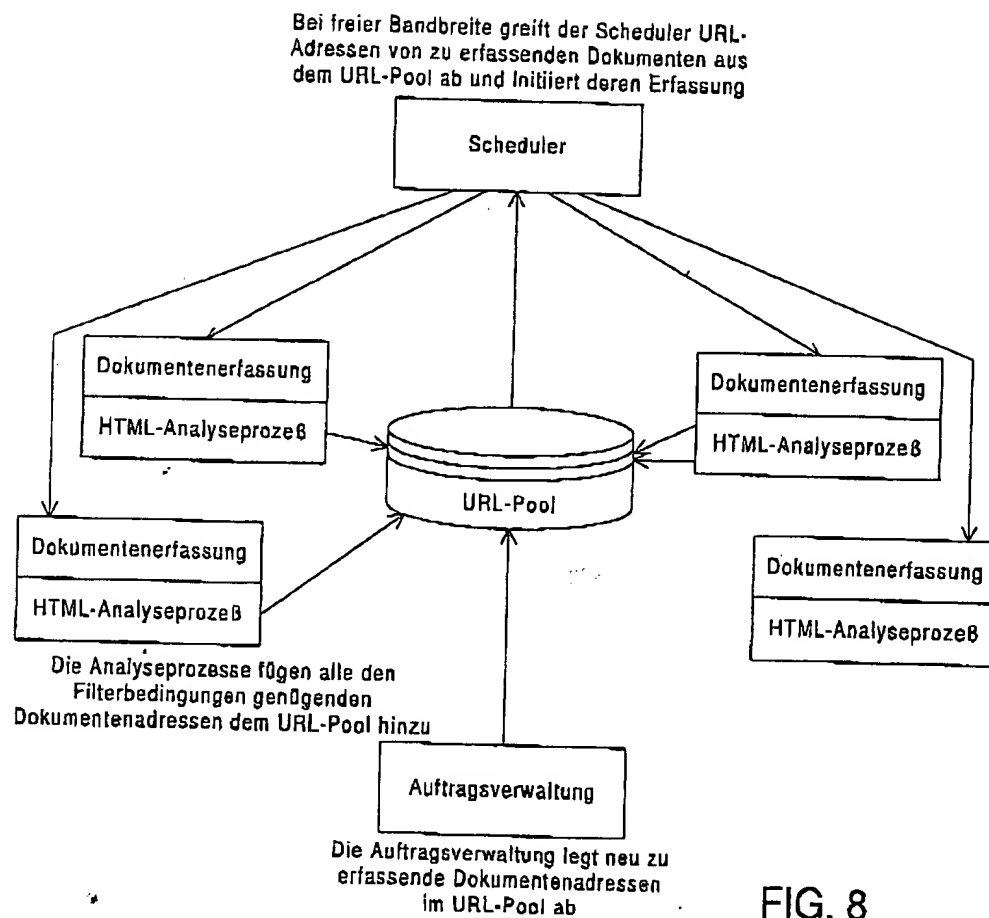 Bei freier Bandbreite greift der Scheduler URL-
Adressen von zu erfassenden Dokumenten aus
dem URL-Pool ab und Initiiert deren Erfassung
Scheduler
Dokumentenerfassung
HTML-Analyseprozeß
Dokumentenerfassung
HTML-Analyseprozeß
URL-Pool
Dokumentenerfassung
HTML-Analyseprozeß
Dokumentenerfassung
HTML-Analyseprozeß
Die Analyseprozesse fügen alle den
Filterbedingungen genügenden
Dokumentenadressen dem URL-Pool hinzu
Auftragsverwaltung
Die Auftragsverwaltung legt neu zu
erfassende Dokumentenadressen
im URL-Pool ab
FIG. 8